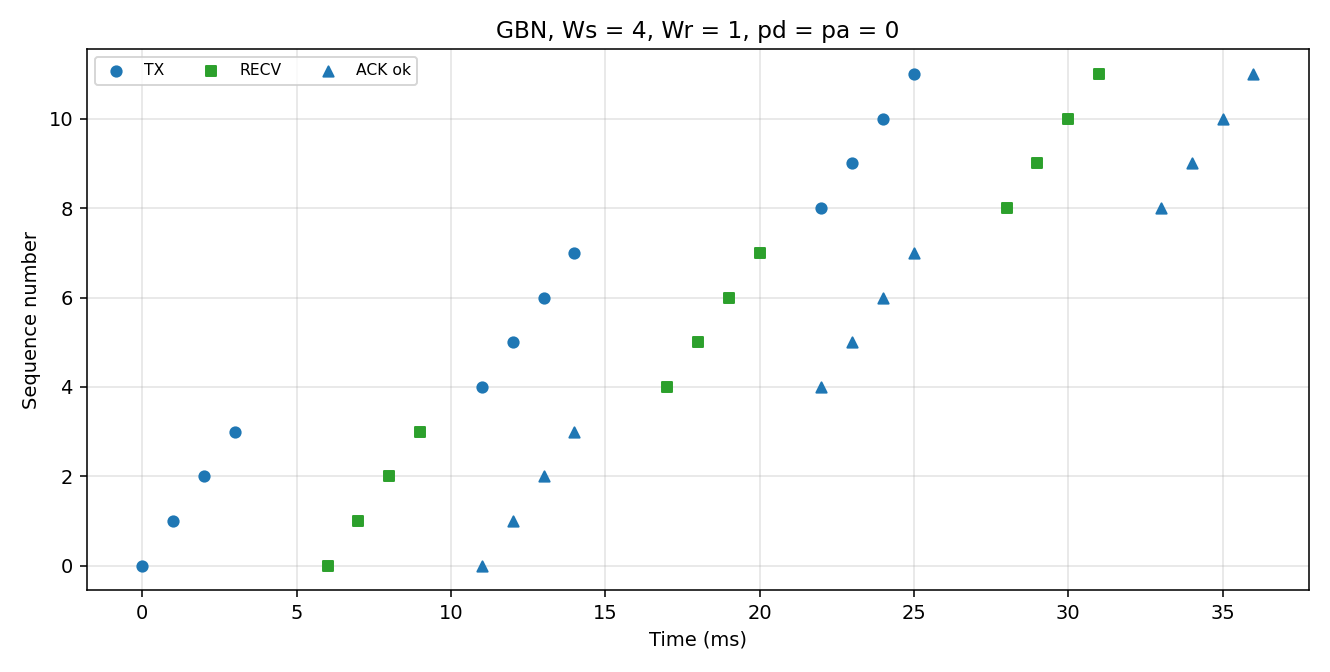 GBN, Ws = 4, Wr = 1, pd = pa = 0
TX RECV ACK ok
10
8
6
4
2
0
Sequence number
0 5 10 15 20 25 30 35
Time (ms)